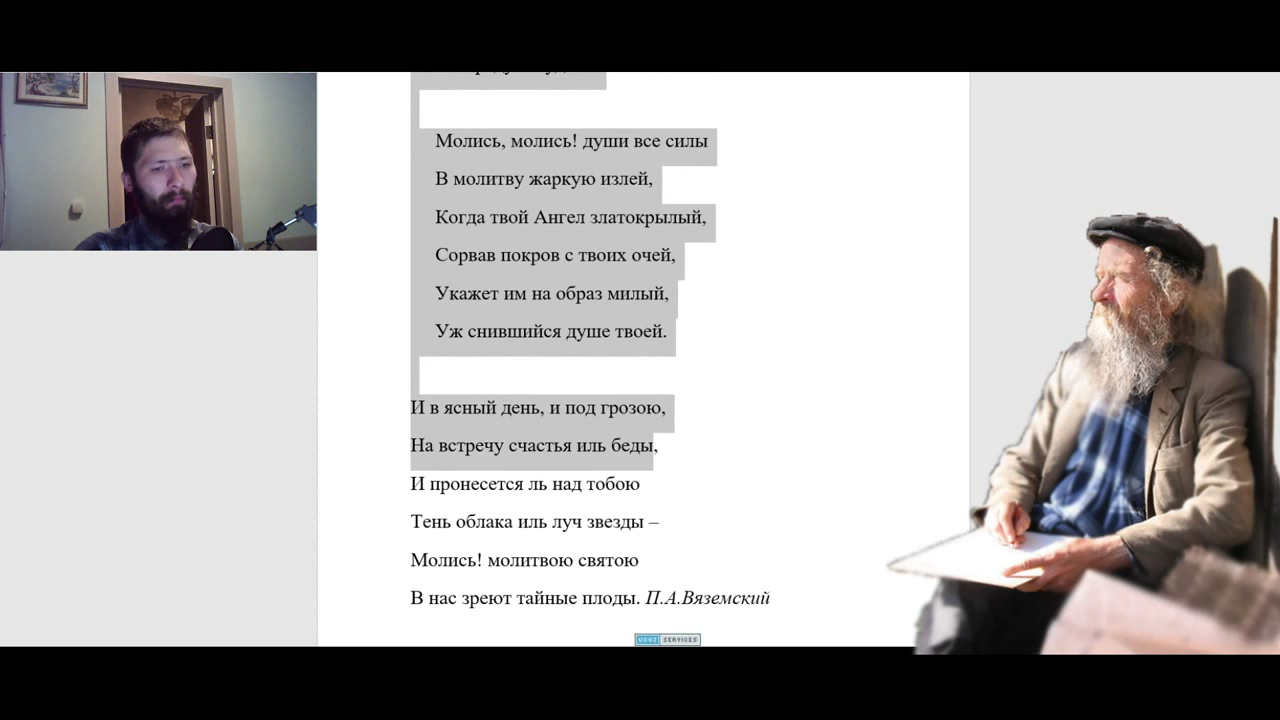 Молись, молись! души все силы
В молитву жаркую излей,
Когда твой Ангел златокрылый,
Сорвав покров с твоих очей,
Укажет им на образ милый,
Уж снившийся душе твоей.
И в ясный день, и под грозою,
На встречу счастья иль беды,
И пронесется ль над тобою
Тень облака иль луч звезды –
Молись! молитвою святою
В нас зреют тайные плоды. П.А.Вяземский
UCOZ SERVICES